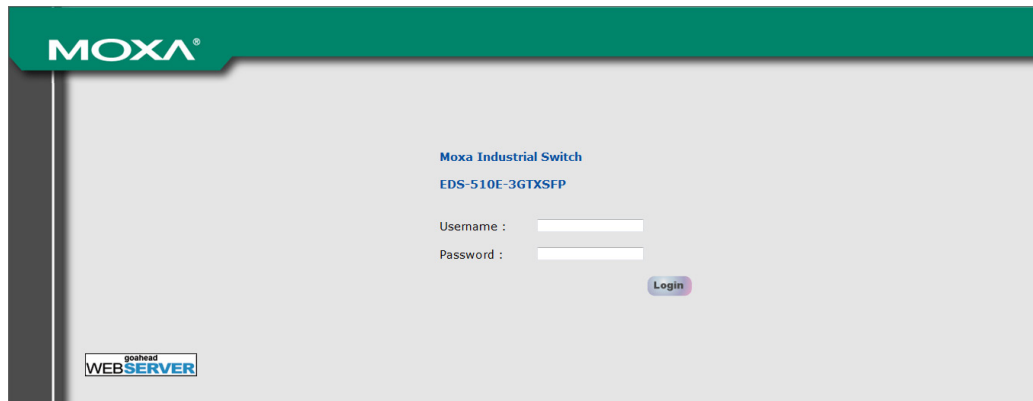 MOXA®
Moxa Industrial Switch
EDS-510E-3GTXSFP
Username :
Password :
Login
goahead
WEBSERVER